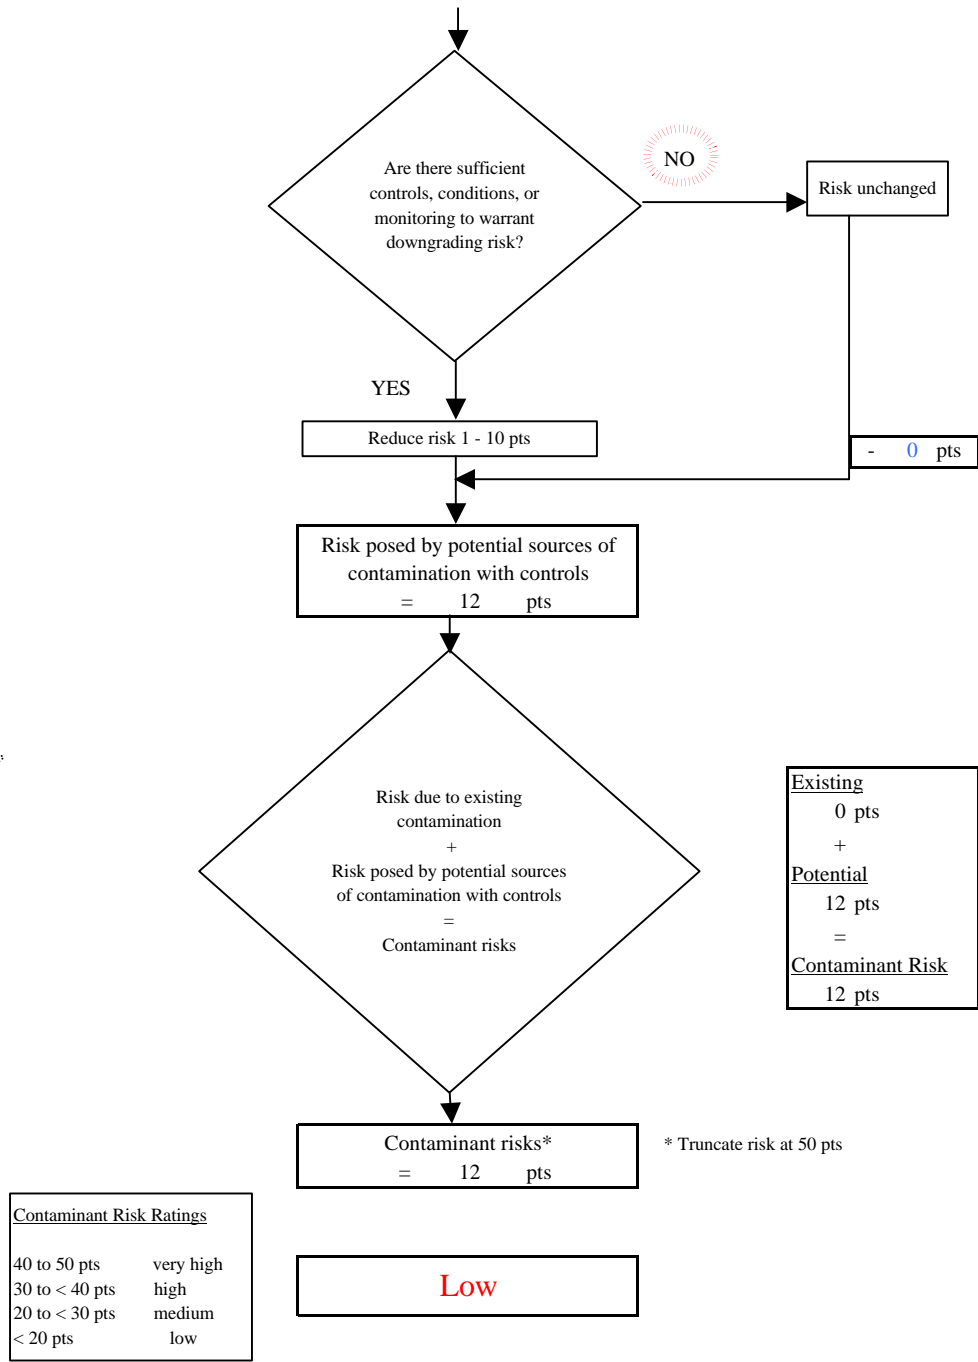 Are there sufficient
controls, conditions, or
monitoring to warrant
downgrading risk?
NO
Risk unchanged
YES
Reduce risk 1 - 10 pts
- 0 pts
Risk posed by potential sources of
contamination with controls
= 12 pts
Risk due to existing
contamination
+
Risk posed by potential sources
of contamination with controls
=
Contaminant risks
Existing
0 pts
+
Potential
12 pts
=
Contaminant Risk
12 pts
Contaminant risks*
= 12 pts
* Truncate risk at 50 pts
Contaminant Risk Ratings
40 to 50 pts very high
30 to < 40 pts high
20 to < 30 pts medium
< 20 pts low
Low